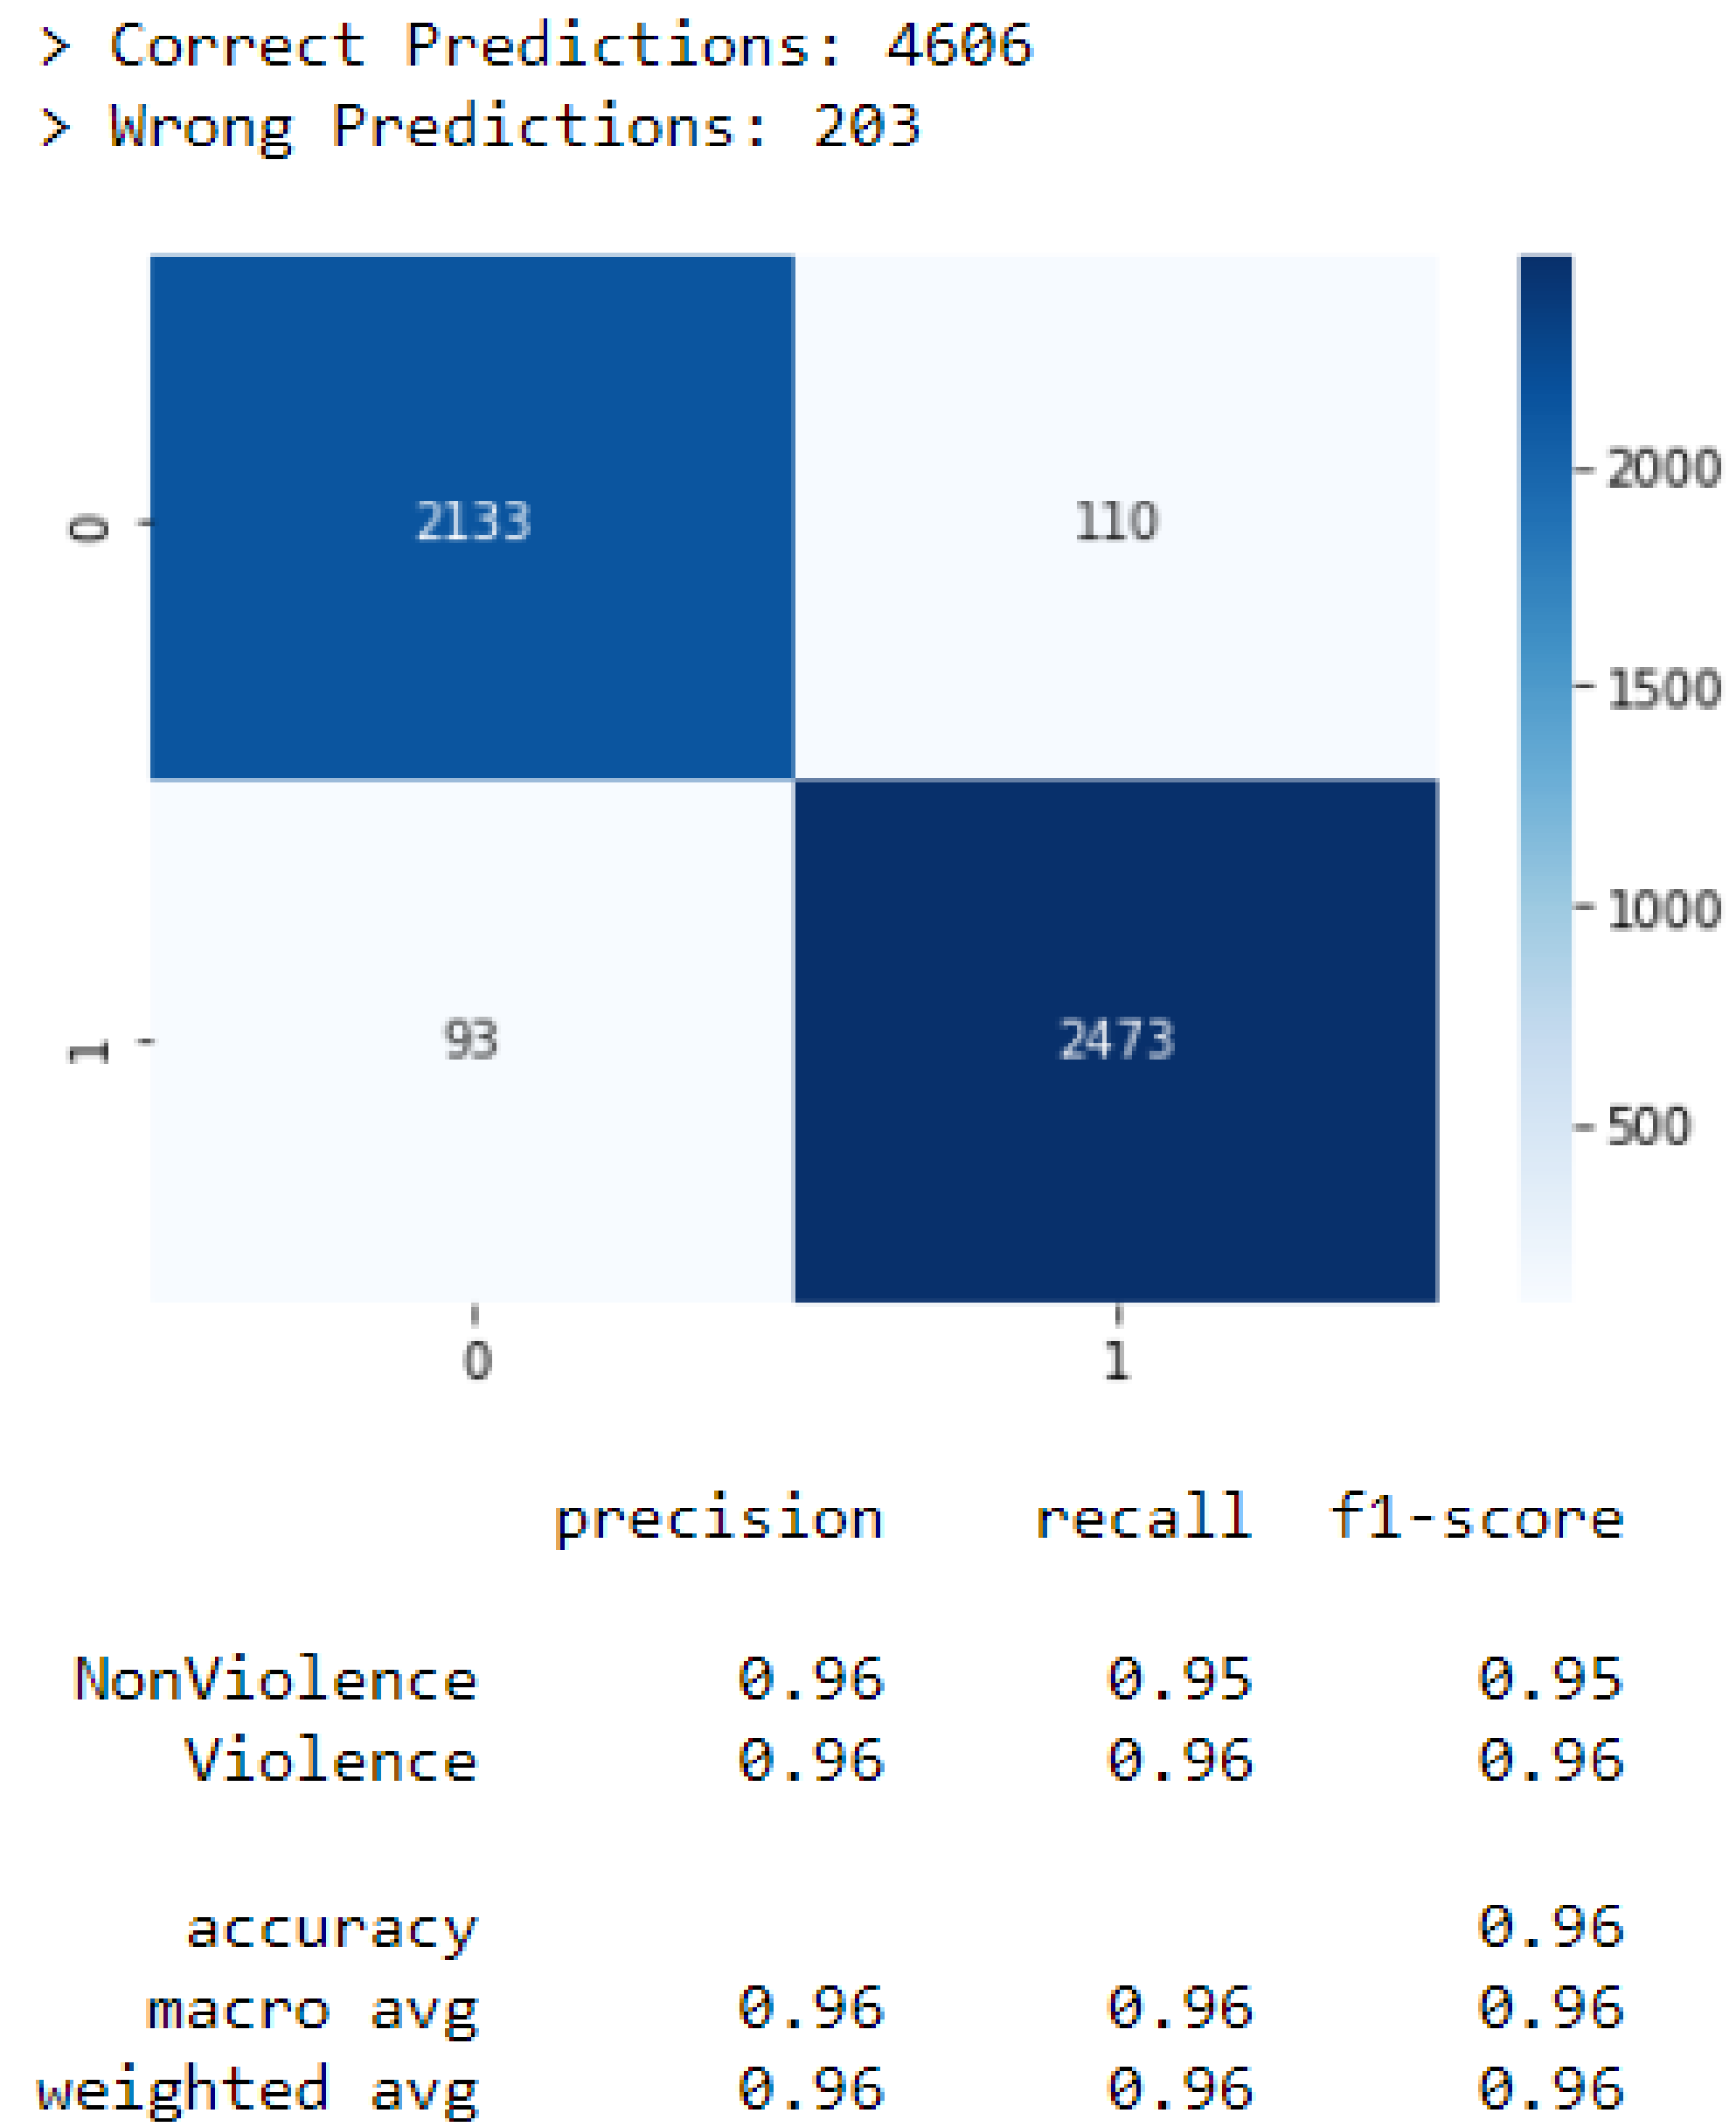 > Correct Predictions: 4606
> Wrong Predictions: 203
2000
0 2133 110
1500
1000
1 93 2473
500
0 1
precision recall f1-score
NonViolence 0.96 0.95 0.95
Violence 0.96 0.96 0.96
accuracy 0.96
macro avg 0.96 0.96 0.96
weighted avg 0.96 0.96 0.96